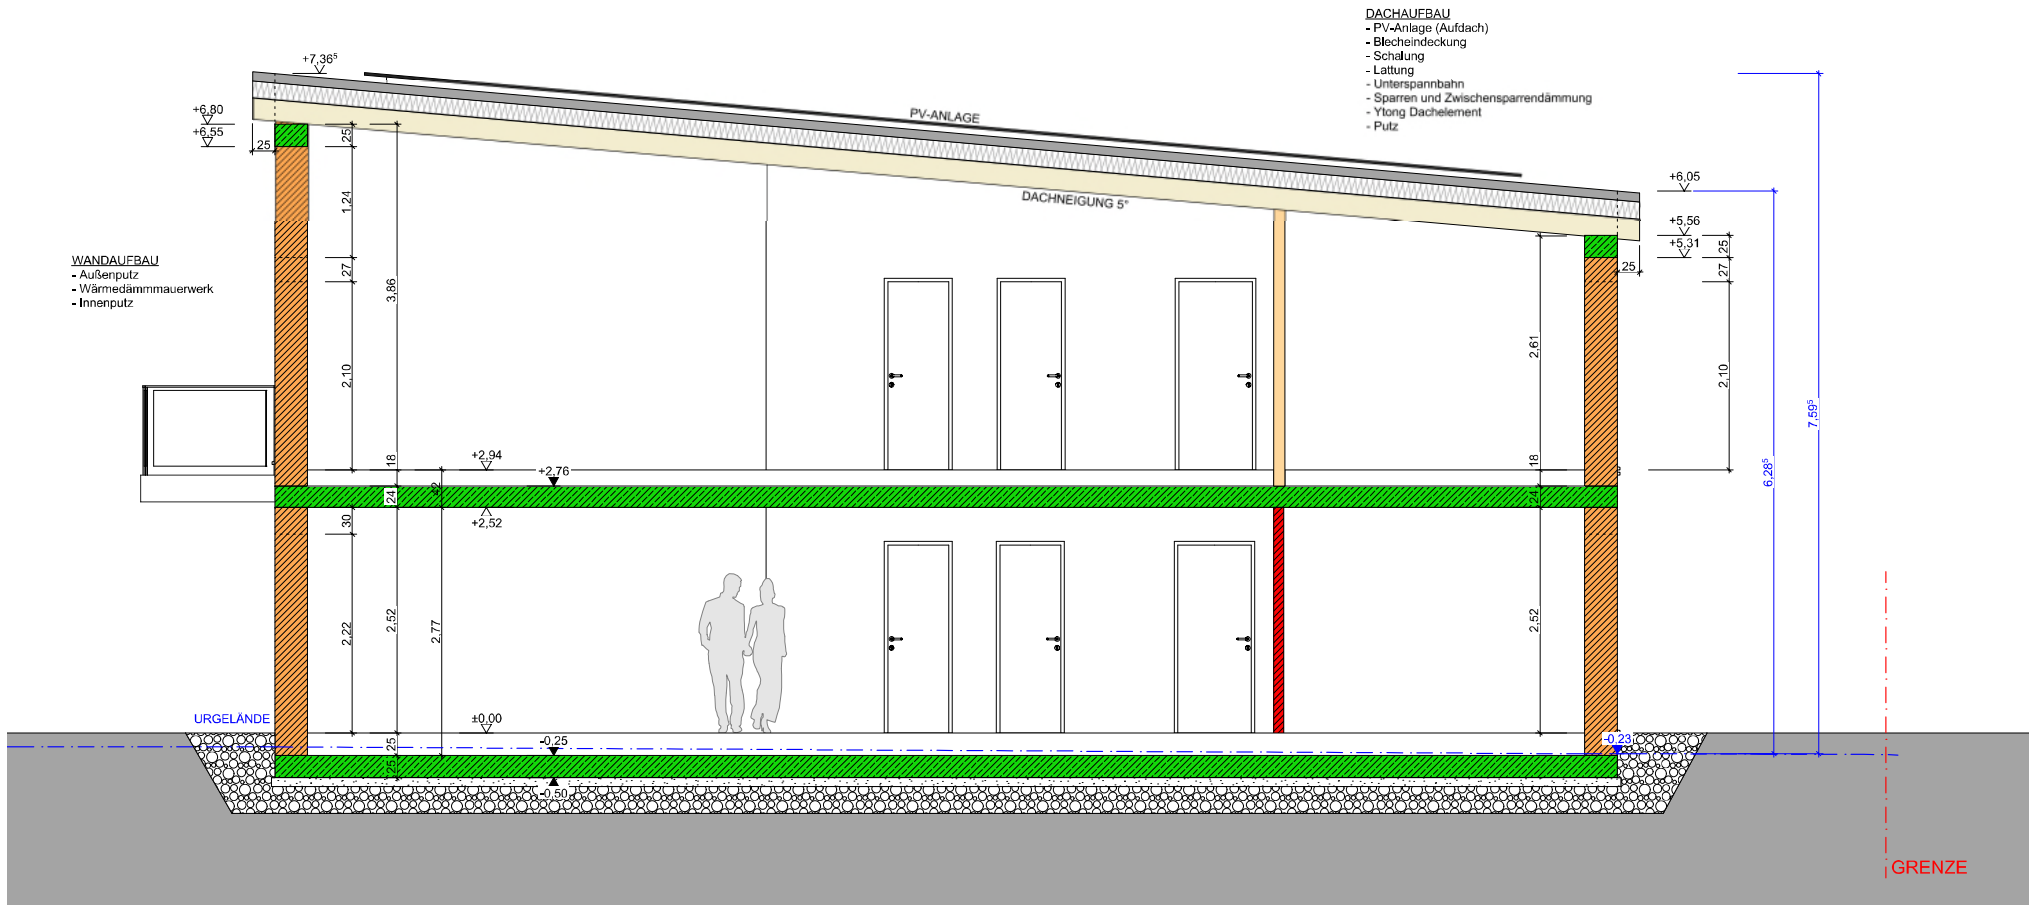 DACHAUFBAU
- PV-Anlage (Aufdach)
- Blecheindeckung
- Schalung
- Lattung
- Unterspannbahn
- Sparren und Zwischensparrendämmung
- Ytong Dachelement
- Putz
+7,36⁵
+6,80
+6,55
25
25
1,24
27
2,10
3,86
18
PV-ANLAGE
DACHNEIGUNG 5°
+6,05
+5,56
+5,31
25
25
27
2,10
2,61
18
7,59⁵
6,28⁵
WANDAUFBAU
- Außenputz
- Wärmedämmmauerwerk
- Innenputz
+2,94
+2,76
24
42
24
+2,52
30
2,22
2,52
2,77
2,52
URGELÄNDE
±0,00
-0,25
25
25
-0,50
-0,23
GRENZE